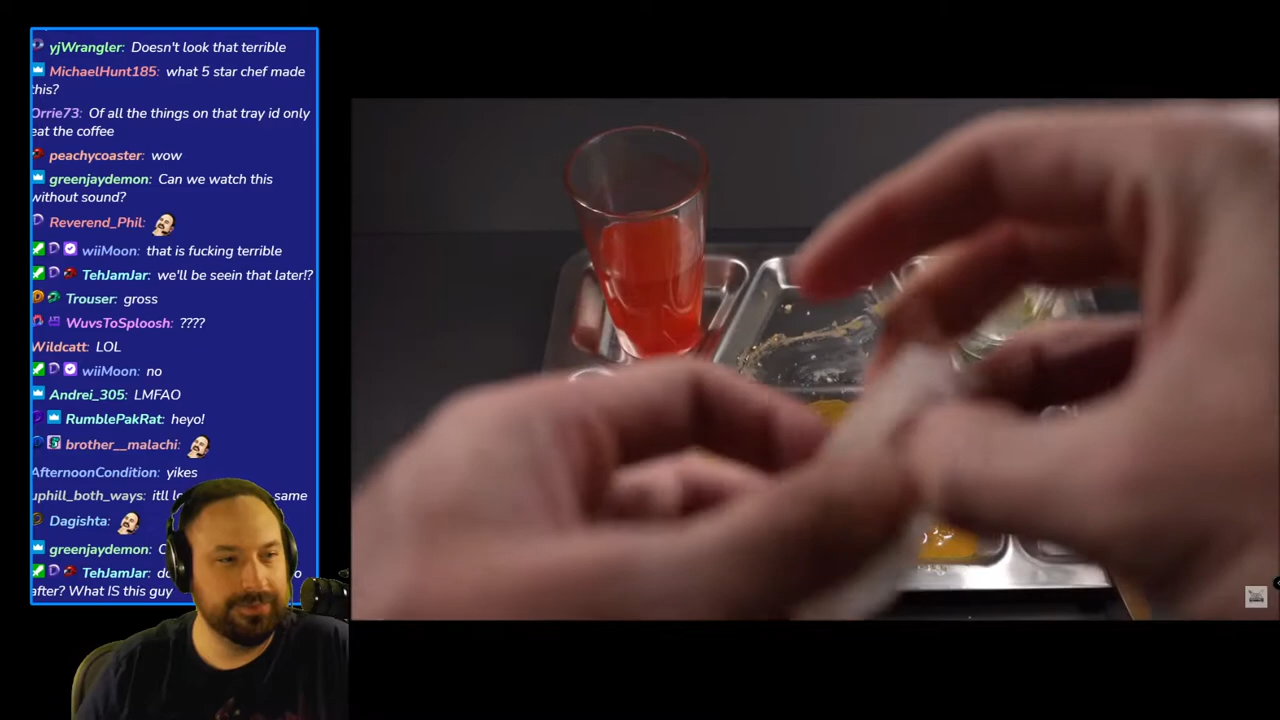 yjWrangler: Doesn't look that terrible
MichaelHunt185: what 5 star chef made
this?
Orrie73: Of all the things on that tray id only
eat the coffee
peachycoaster: wow
greenjaydemon: Can we watch this
without sound?
Reverend_Phil:
wiiMoon: that is fucking terrible
TehJamJar: we'll be seein that later!?
Trouser: gross
WuvsToSploosh: ????
Wildcatt: LOL
wiiMoon: no
Andrei_305: LMFAO
RumblePakRat: heyo!
brother__malachi:
AfternoonCondition: yikes
uphill_both_ways: itll same
Dagishta:
greenjaydemon:
TehJamJar:
after? What IS this guy